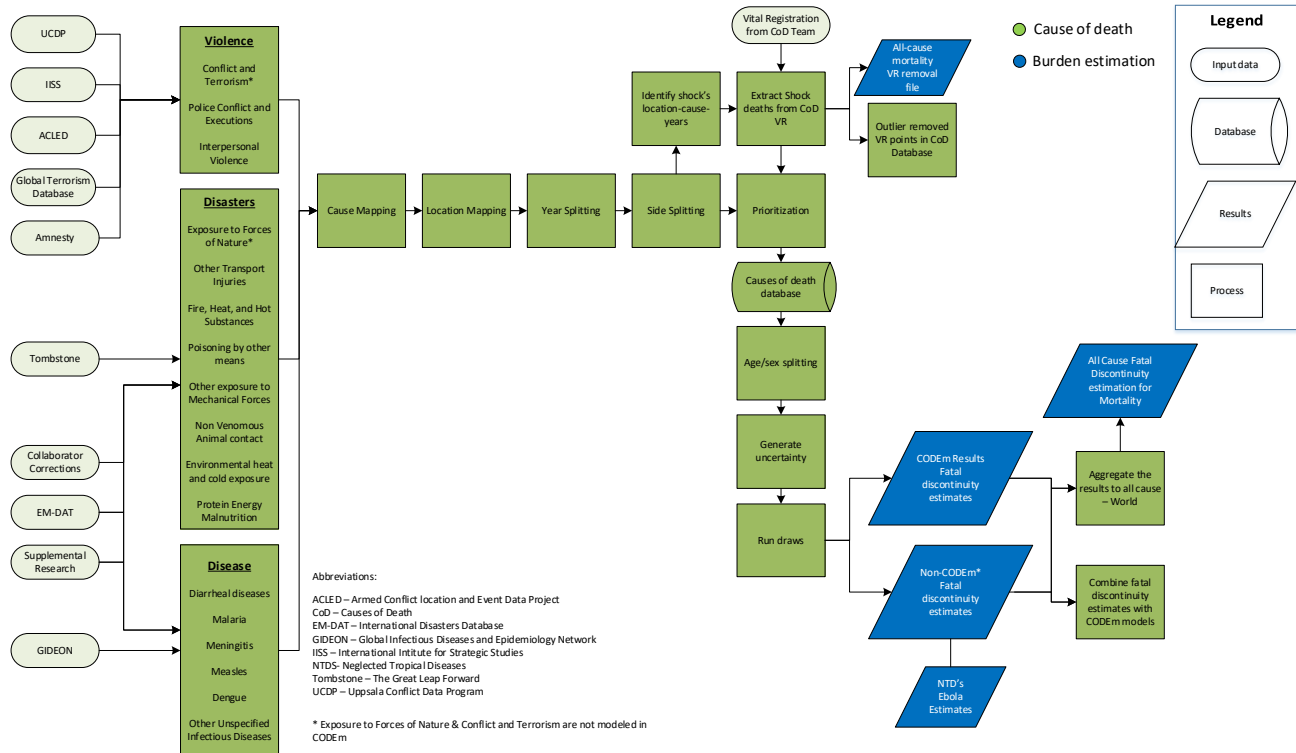 UCDP
IISS
ACLED
Global Terrorism
Database
Amnesty
Tombstone
Collaborator
Corrections
EM-DAT
Supplemental
Research
GIDEON
Violence
Conflict and
Terrorism*
Police Conflict and
Executions
Interpersonal
Violence
Disasters
Exposure to Forces
of Nature*
Other Transport
Injuries
Fire, Heat, and Hot
Substances
Poisoning by other
means
Other exposure to
Mechanical Forces
Non Venomous
Animal contact
Environmental heat
and cold exposure
Protein Energy
Malnutrition
Disease
Diarrheal diseases
Malaria
Meningitis
Measles
Dengue
Other Unspecified
Infectious Diseases
Cause Mapping
Location Mapping
Year Splitting
Side Splitting
Identify shock's
location-cause-
years
Vital Registration
from CoD Team
Extract Shock
deaths from CoD
VR
All-cause
mortality
VR removal
file
Outlier removed
VR points in CoD
Database
Prioritization
Causes of death
database
Age/sex splitting
Generate
uncertainty
Run draws
CODEm Results
Fatal
discontinuity
estimates
Non-CODEm*
Fatal
discontinuity
estimates
NTD's
Ebola
Estimates
All Cause Fatal
Discontinuity
estimation for
Mortality
Aggregate the
results to all cause
– World
Combine fatal
discontinuity
estimates with
CODEm models
Cause of death
Burden estimation
Legend
Input data
Database
Results
Process
Abbreviations:
ACLED – Armed Conflict location and Event Data Project
CoD – Causes of Death
EM-DAT – International Disasters Database
GIDEON – Global Infectious Diseases and Epidemiology Network
IISS – International Intitute for Strategic Studies
NTDS- Neglected Tropical Diseases
Tombstone – The Great Leap Forward
UCDP – Uppsala Conflict Data Program
* Exposure to Forces of Nature & Conflict and Terrorism are not modeled in
CODEm